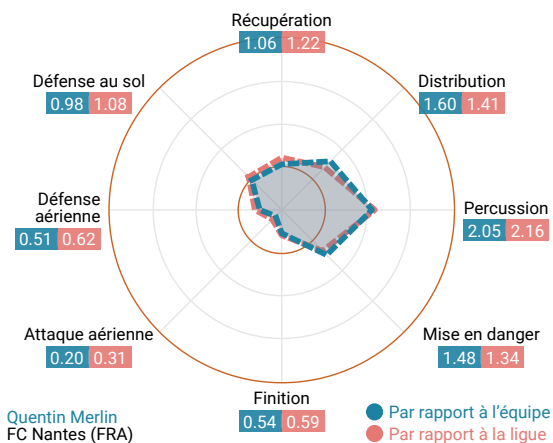 Récupération
1.06 1.22
Défense au sol
0.98 1.08
Distribution
1.60 1.41
Défense
aérienne
0.51 0.62
Percussion
2.05 2.16
Attaque aérienne
0.20 0.31
Mise en danger
1.48 1.34
Finition
0.54 0.59
Quentin Merlin
FC Nantes (FRA)
Par rapport à l'équipe
Par rapport à la ligue